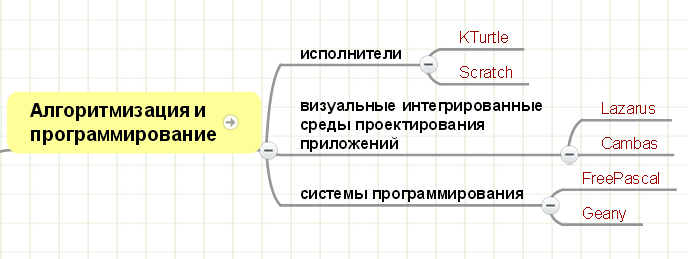 Алгоритмизация и
программирование
исполнители
KTurtle
Scratch
визуальные интегрированные
среды проектирования
приложений
Lazarus
Cambas
системы программирования
FreePascal
Geany